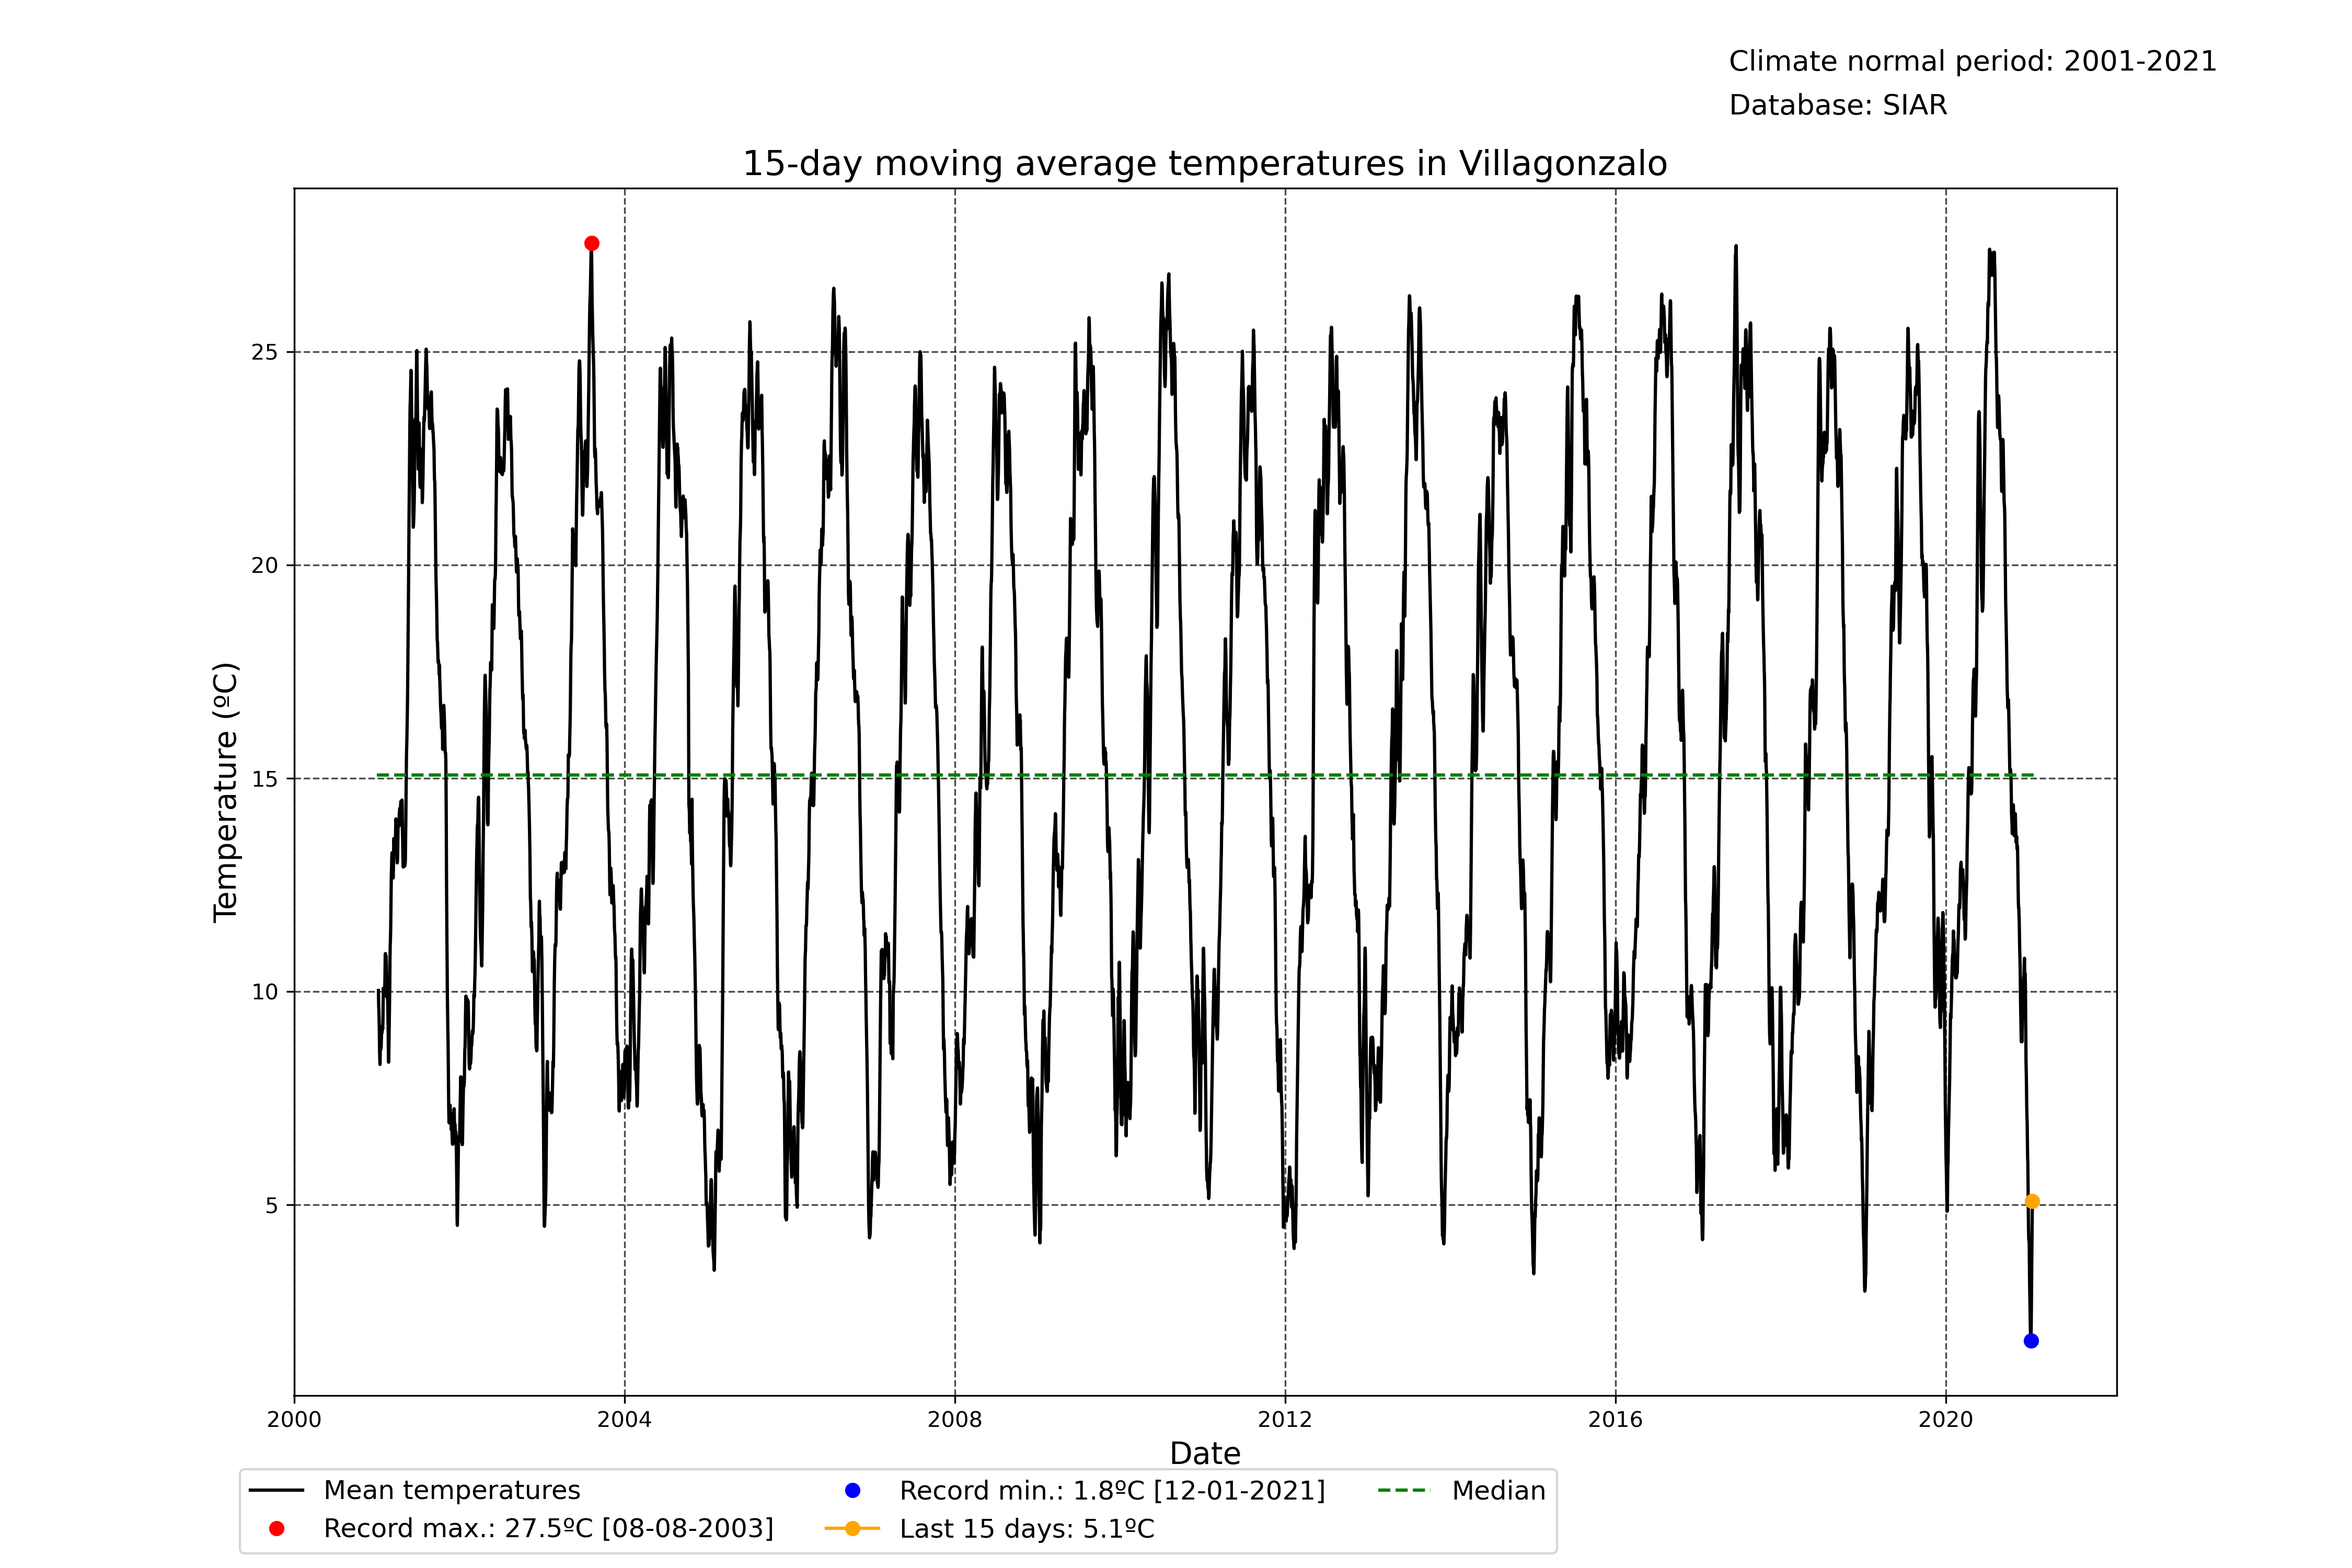 Climate normal period: 2001-2021
Database: SIAR
15-day moving average temperatures in Villagonzalo
Temperature (ºC)
25
20
15
10
5
2000 2004 2008 2012 2016 2020
Date
Mean temperatures
Record max.: 27.5ºC [08-08-2003]
Record min.: 1.8ºC [12-01-2021]
Last 15 days: 5.1ºC
Median